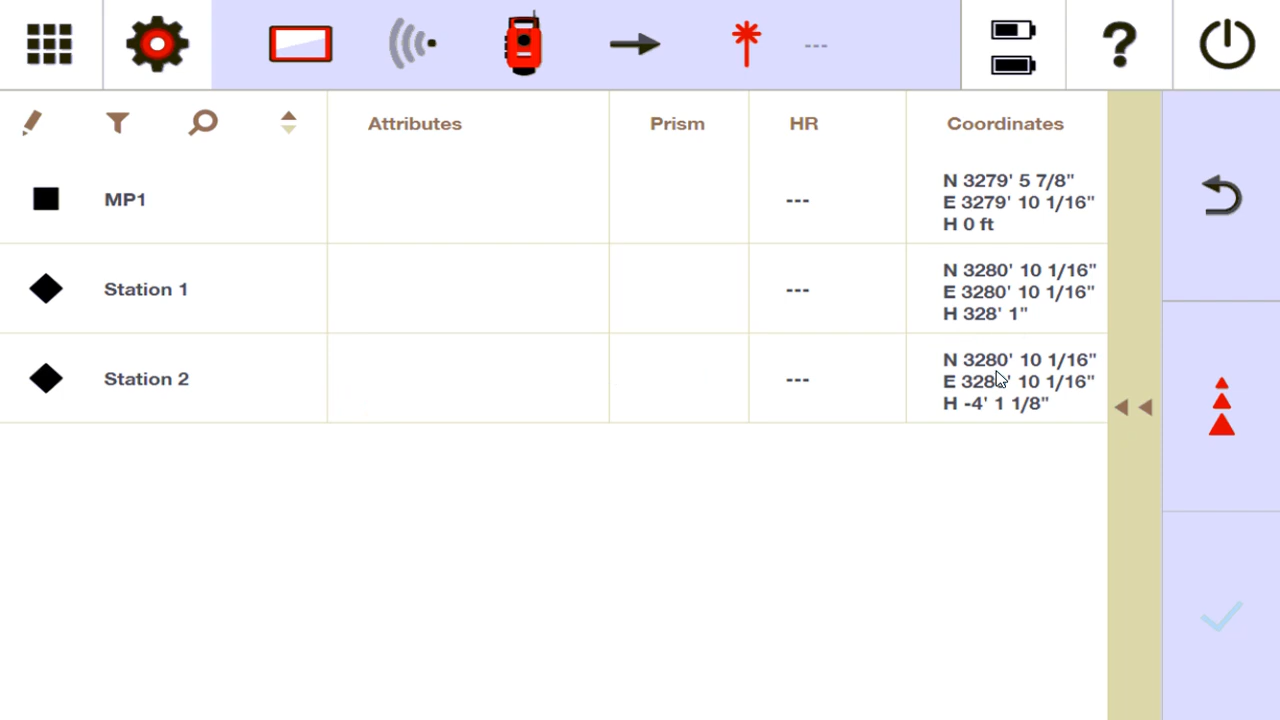 ---
?
Attributes
Prism
HR
Coordinates
MP1
---
N 3279' 5 7/8"
E 3279' 10 1/16"
H 0 ft
Station 1
---
N 3280' 10 1/16"
E 3280' 10 1/16"
H 328' 1"
Station 2
---
N 3280' 10 1/16"
E 3280' 10 1/16"
H -4' 1 1/8"